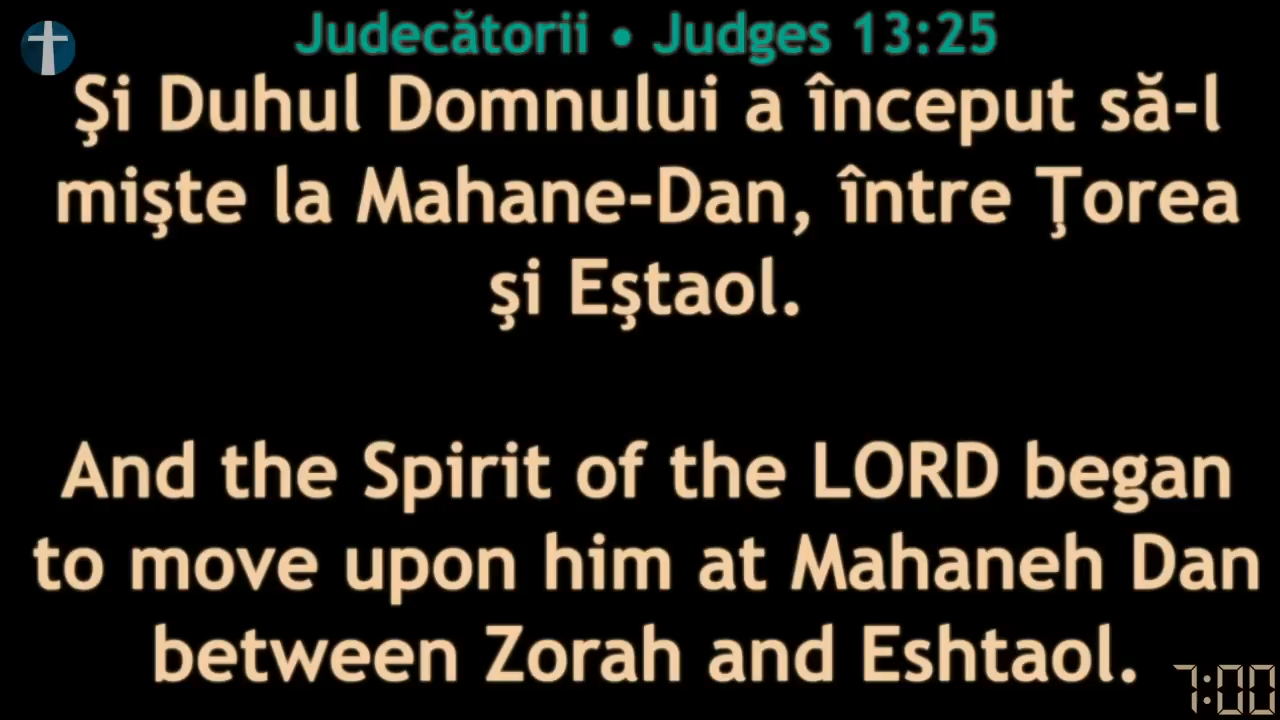 Judecătorii • Judges 13:25
Şi Duhul Domnului a început să-l
mişte la Mahane-Dan, între Ţorea
şi Eştaol.
And the Spirit of the LORD began
to move upon him at Mahaneh Dan
between Zorah and Eshtaol.
7:00